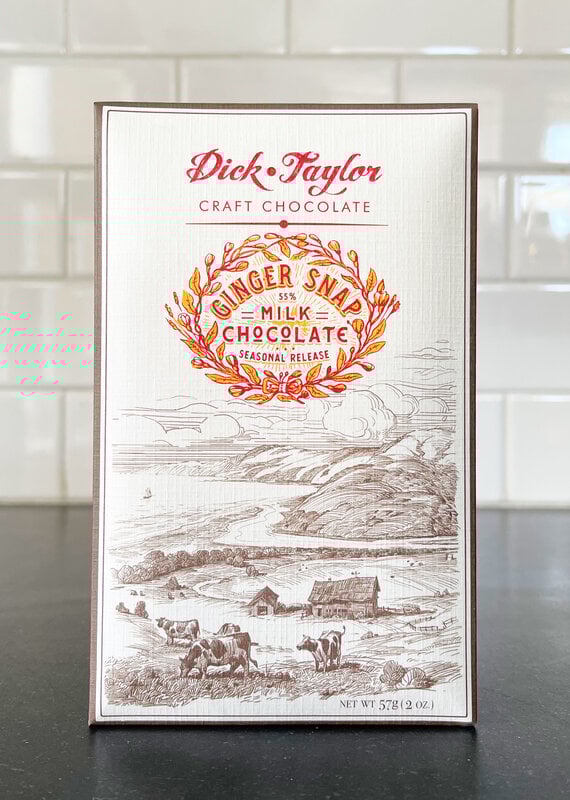 Dick • Taylor
CRAFT CHOCOLATE
GINGER SNAP
55%
MILK
CHOCOLATE
SEASONAL RELEASE
NET WT 57g (2 OZ.)